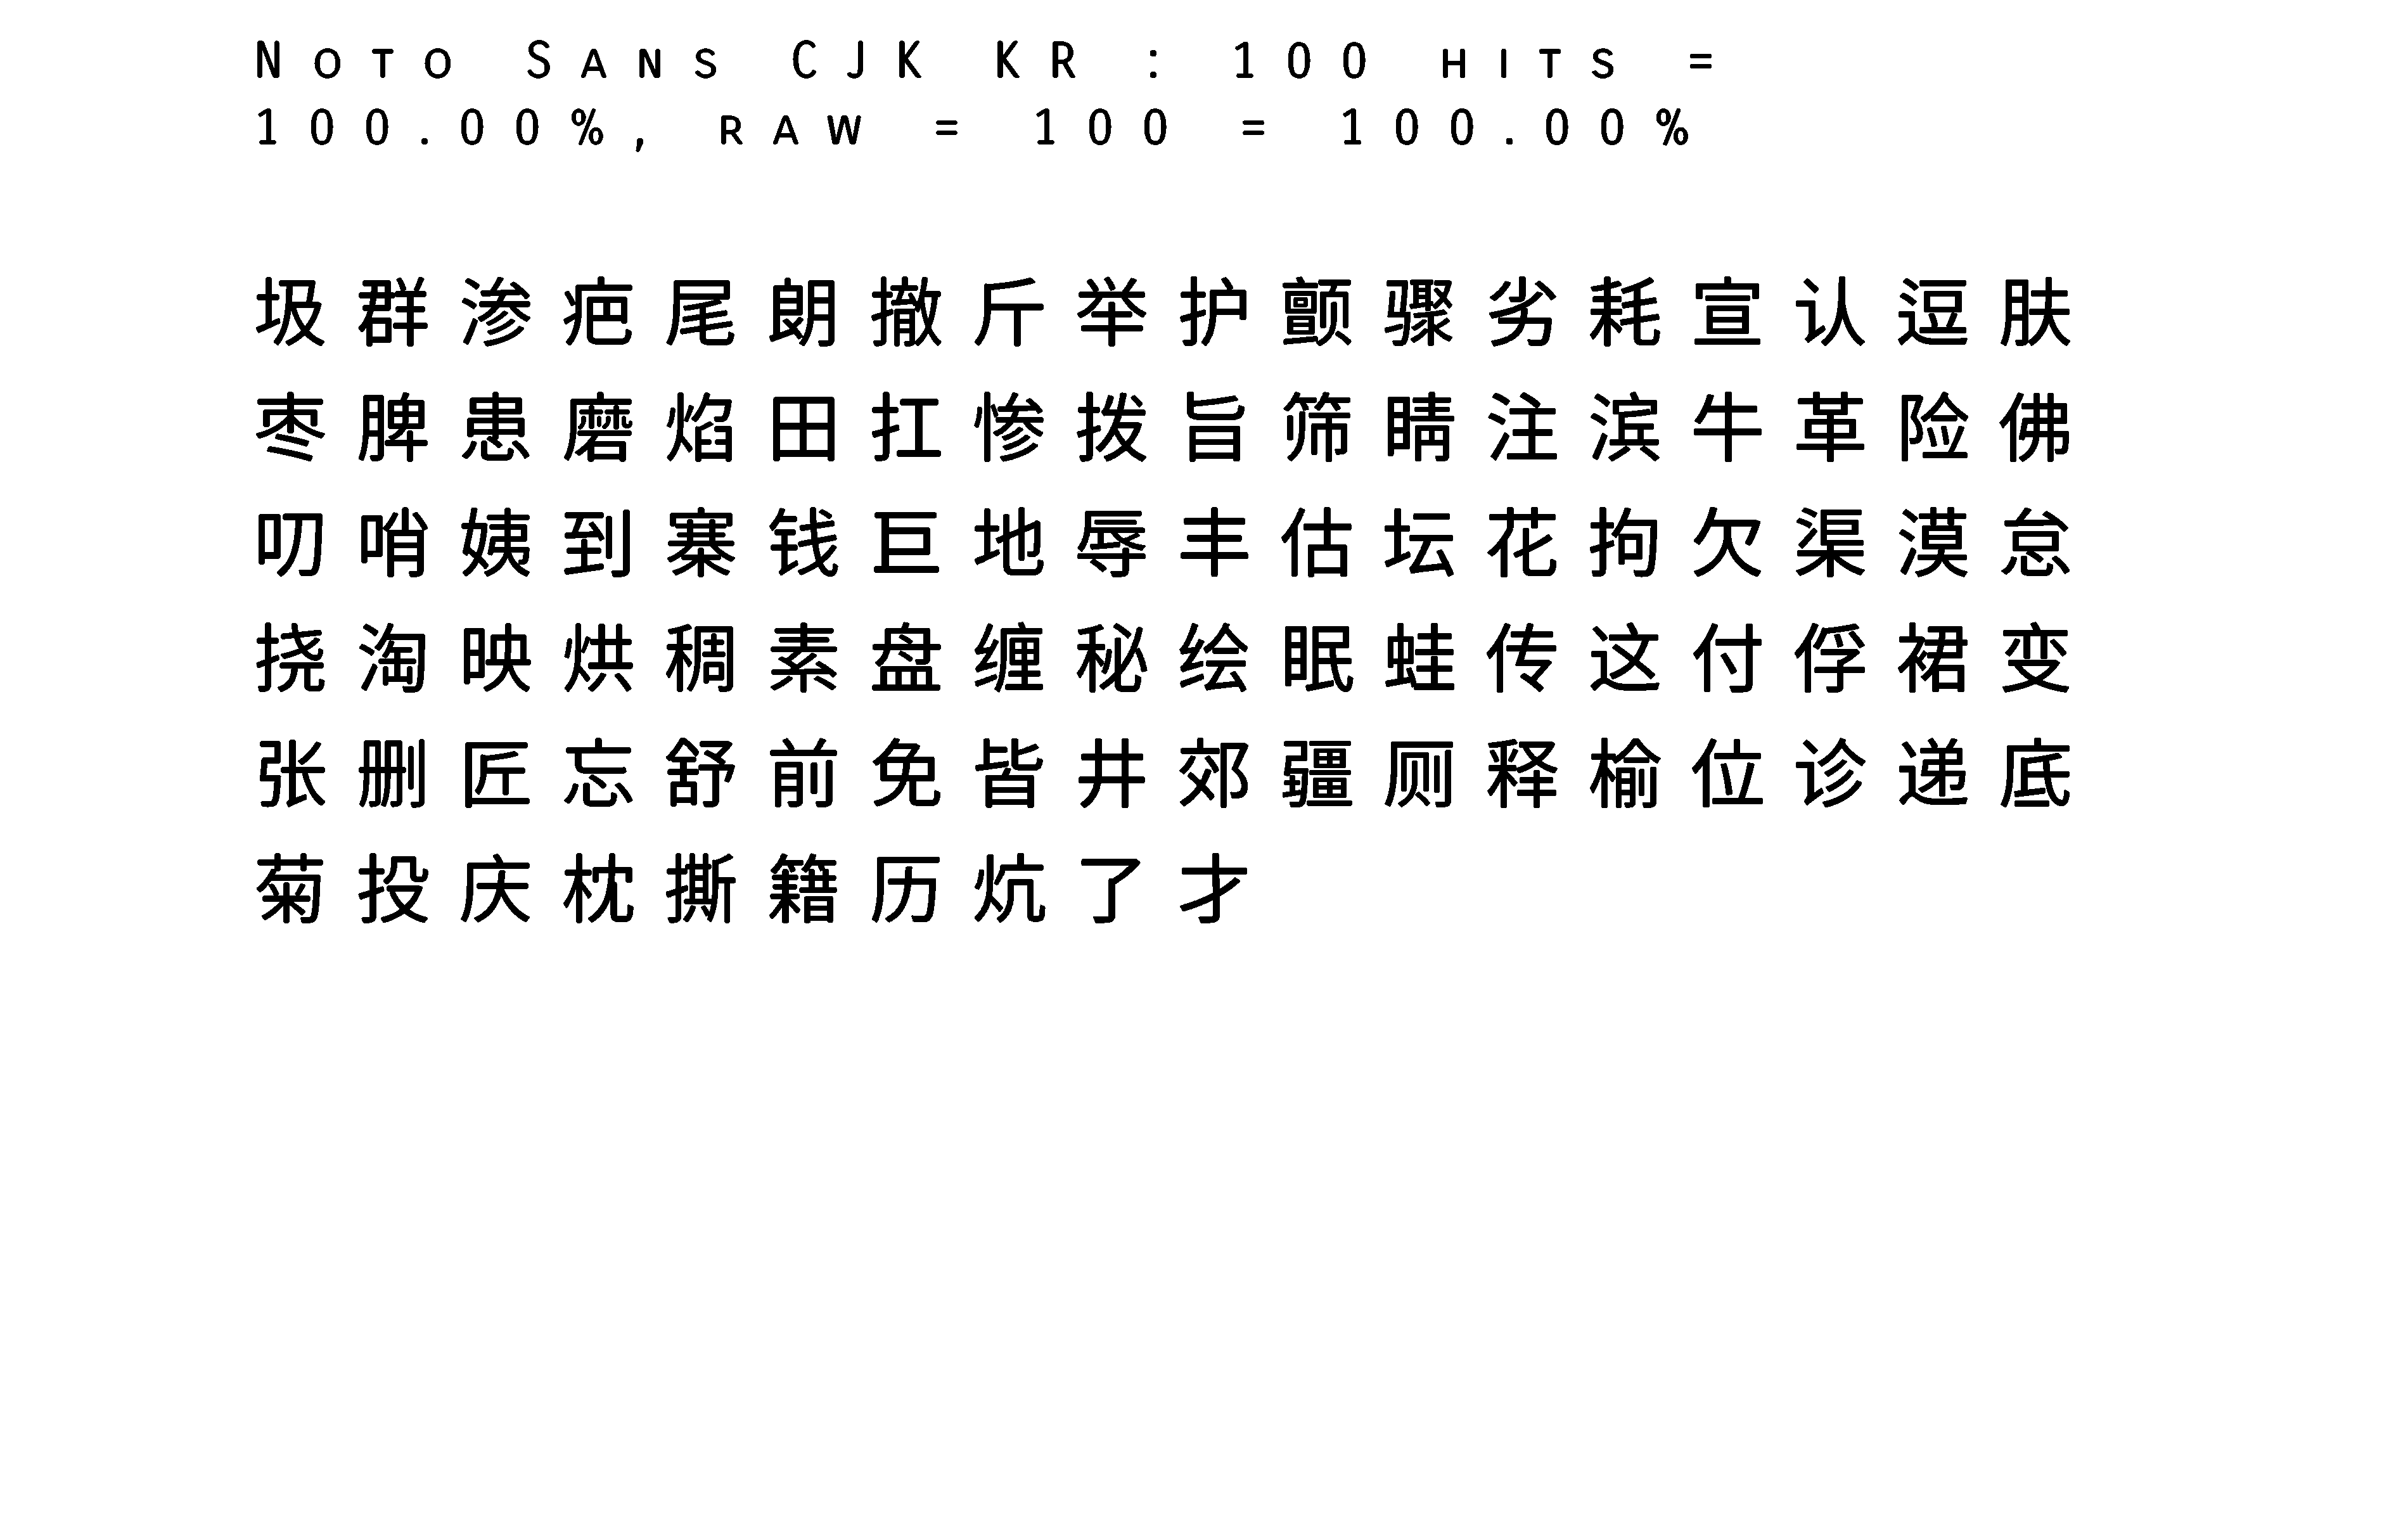 Noto Sans CJK KR : 100 hits =
100.00%, raw = 100 = 100.00%
圾群渗疤尾朗撤斤举护颤骤劣耗宣认逗肤
枣脾患磨焰田扛惨拨旨筛睛注滨牛革险佛
叨哨姨到寨钱巨地辱丰估坛花拘欠渠漠怠
挠淘映烘稠素盘缠秘绘眠蛙传这付俘裙变
张删匠忘舒前免皆井郊疆厕释榆位诊递底
菊投庆枕撕籍历炕了才